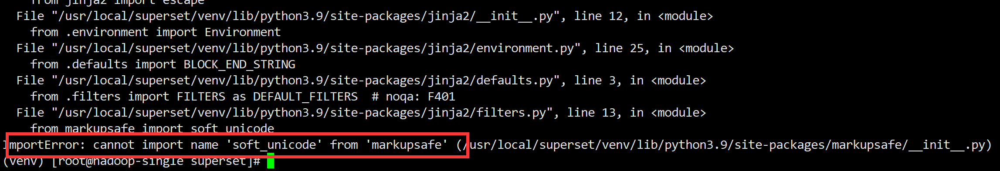 from jinja2 import escape
File "/usr/local/superset/venv/lib/python3.9/site-packages/jinja2/__init__.py", line 12, in <module>
from .environment import Environment
File "/usr/local/superset/venv/lib/python3.9/site-packages/jinja2/environment.py", line 25, in <module>
from .defaults import BLOCK_END_STRING
File "/usr/local/superset/venv/lib/python3.9/site-packages/jinja2/defaults.py", line 3, in <module>
from .filters import FILTERS as DEFAULT_FILTERS  # noqa: F401
File "/usr/local/superset/venv/lib/python3.9/site-packages/jinja2/filters.py", line 13, in <module>
from markupsafe import soft_unicode
ImportError: cannot import name 'soft_unicode' from 'markupsafe' (/usr/local/superset/venv/lib/python3.9/site-packages/markupsafe/__init__.py)
(venv) [root@hadoop-single superset]#